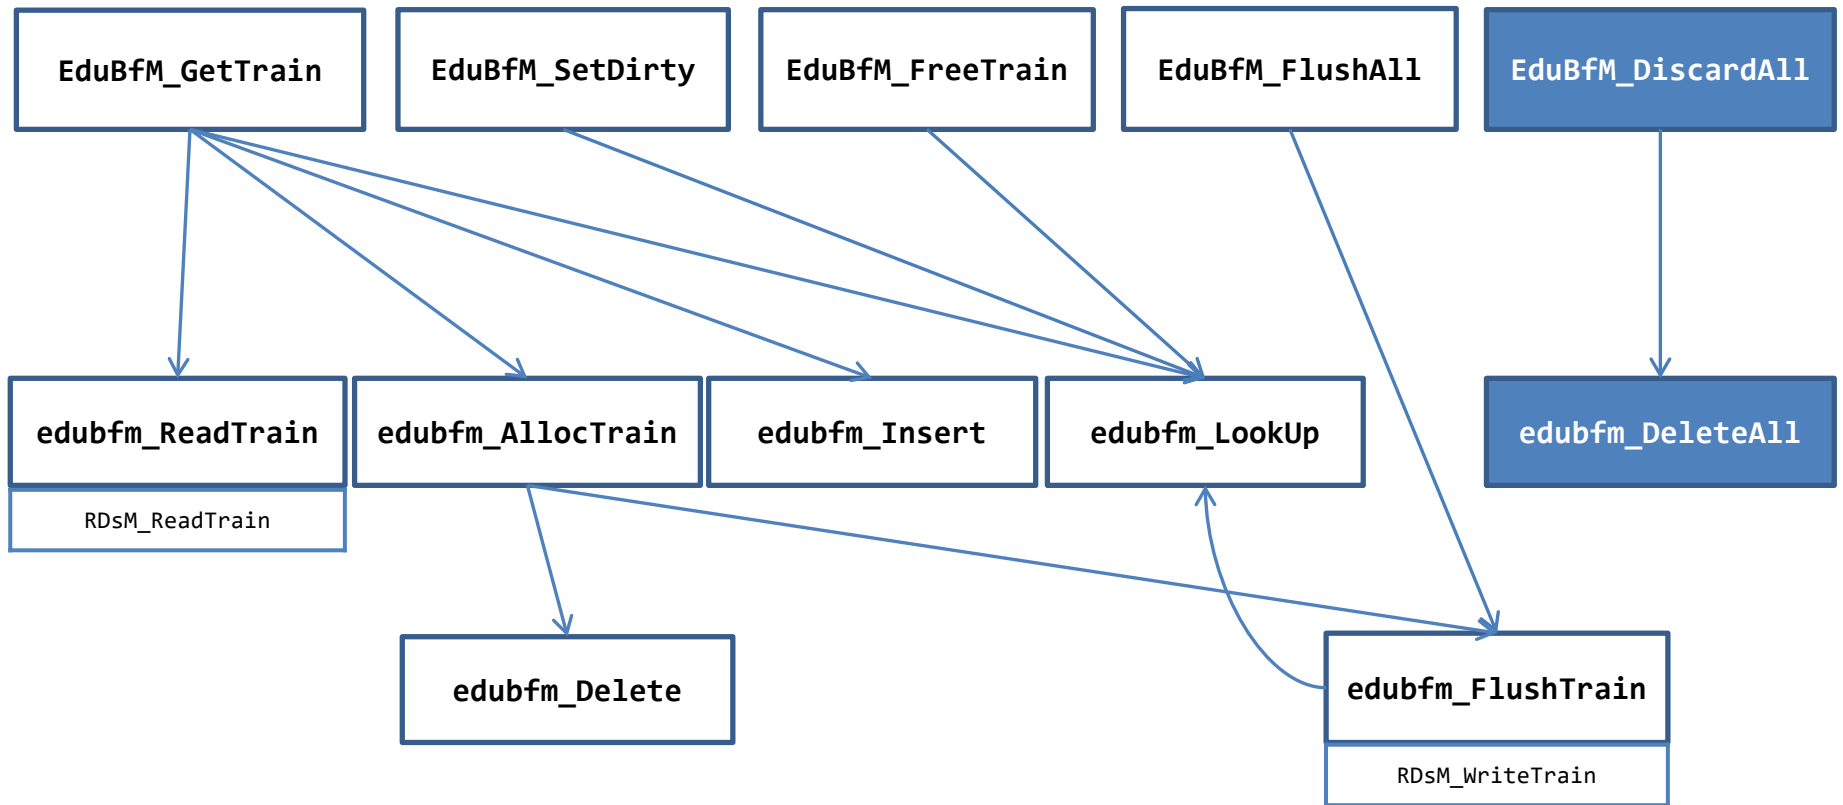 EduBfM_GetTrain
EduBfM_SetDirty
EduBfM_FreeTrain
EduBfM_FlushAll
EduBfM_DiscardAll
edubfm_ReadTrain
edubfm_AllocTrain
edubfm_Insert
edubfm_LookUp
edubfm_DeleteAll
RDsM_ReadTrain
edubfm_Delete
edubfm_FlushTrain
RDsM_WriteTrain